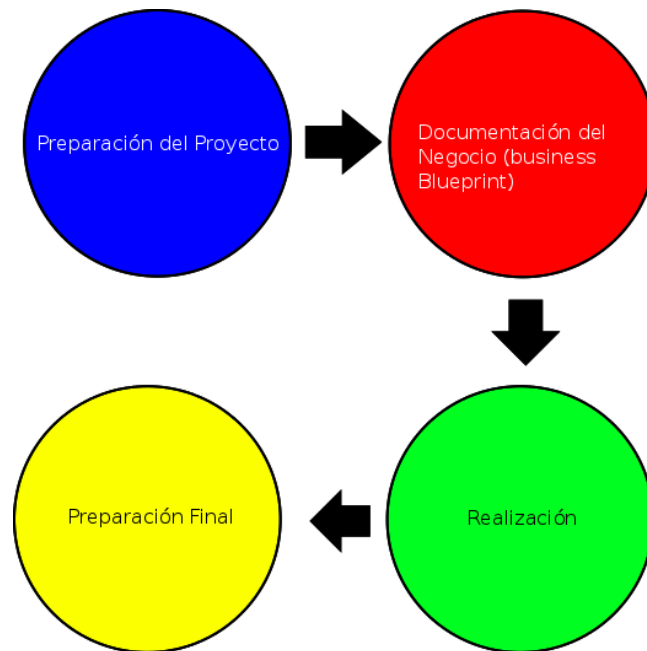 Preparación del Proyecto
Documentación del
Negocio (business
Blueprint)
Realización
Preparación Final